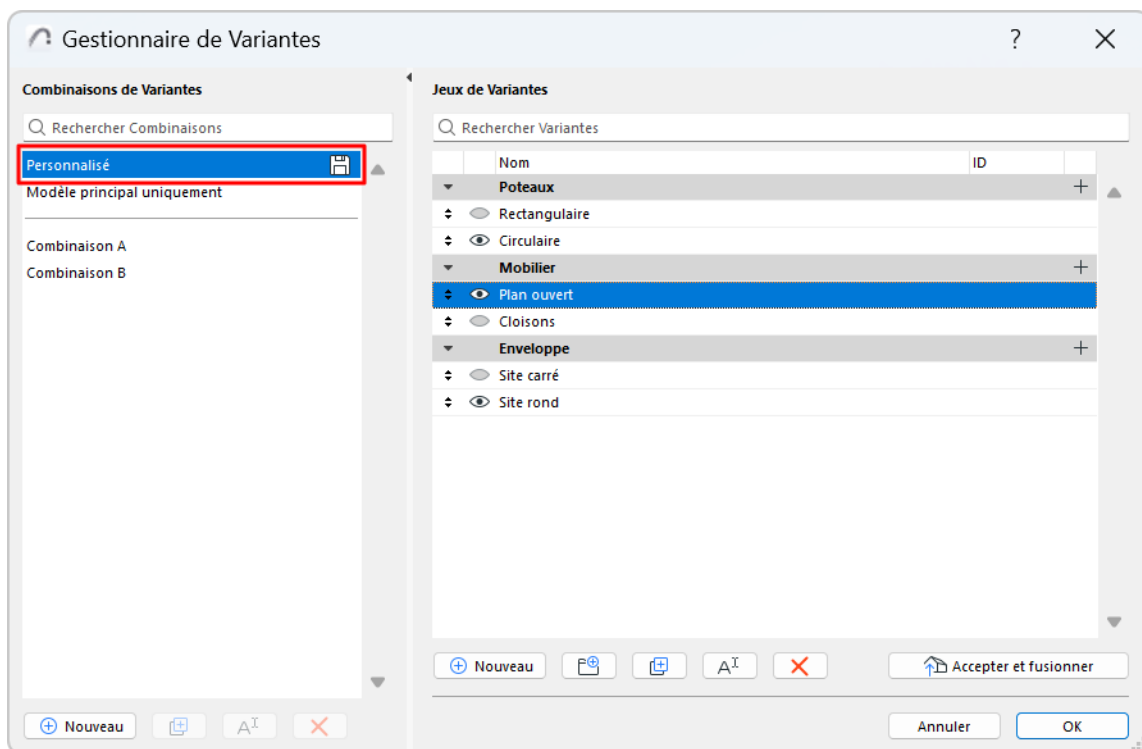 Gestionnaire de Variantes
?
Combinaisons de Variantes
Rechercher Combinaisons
Personnalisé
Modèle principal uniquement
Combinaison A
Combinaison B
Nouveau
Jeux de Variantes
Rechercher Variantes
Nom ID
Poteaux
Rectangulaire
Circulaire
Mobilier
Plan ouvert
Cloisons
Enveloppe
Site carré
Site rond
Nouveau
Accepter et fusionner
Annuler OK